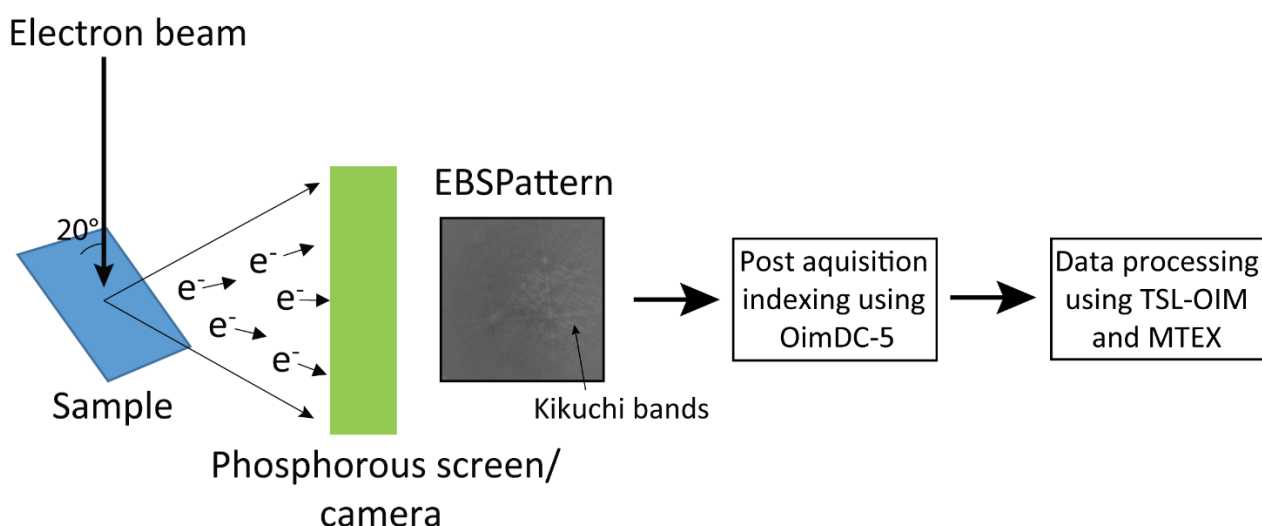 Electron beam
20°
e-
e-
e-
e-
e-
Sample
Phosphorous screen/
camera
EBSPattern
Kikuchi bands
Post aquisition
indexing using
OimDC-5
Data processing
using TSL-OIM
and MTEX